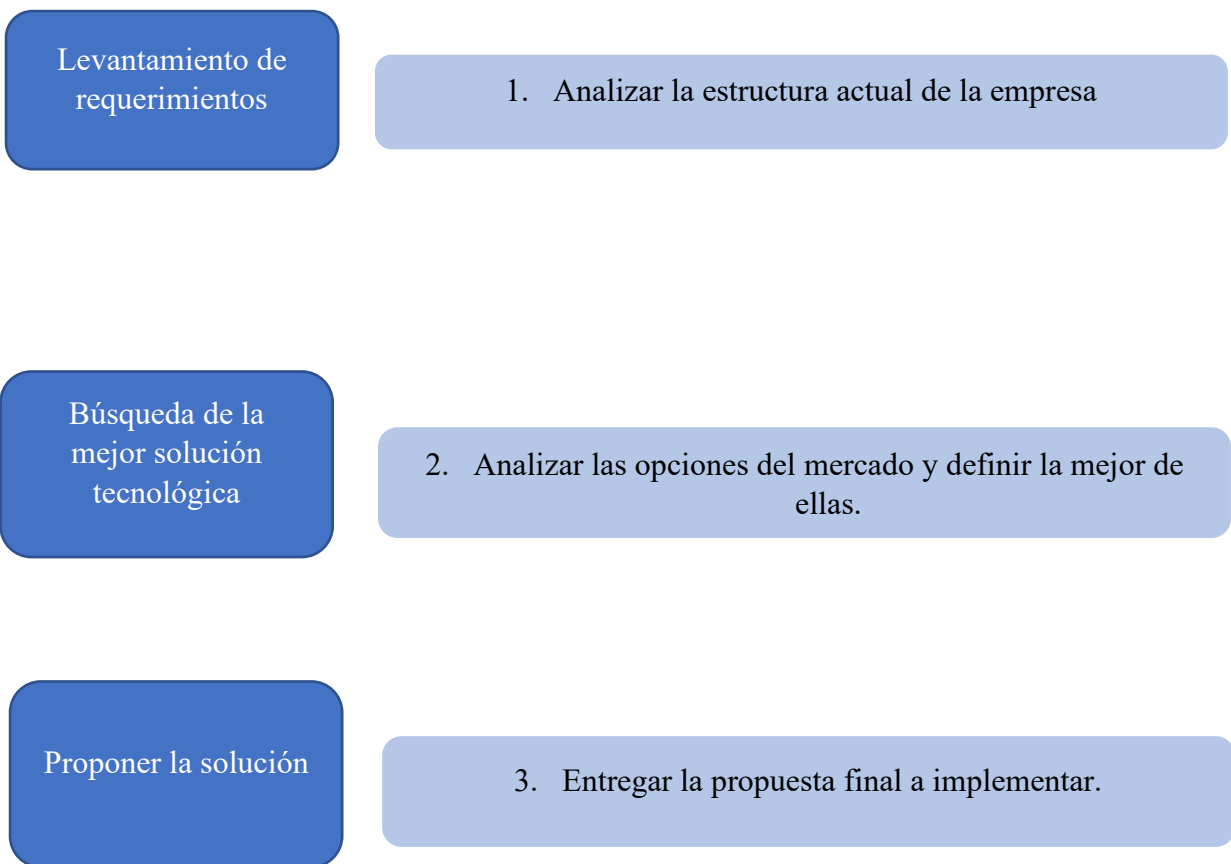 Levantamiento de
requerimientos
1. Analizar la estructura actual de la empresa
Búsqueda de la
mejor solución
tecnológica
2. Analizar las opciones del mercado y definir la mejor de
ellas.
Proponer la solución
3. Entregar la propuesta final a implementar.